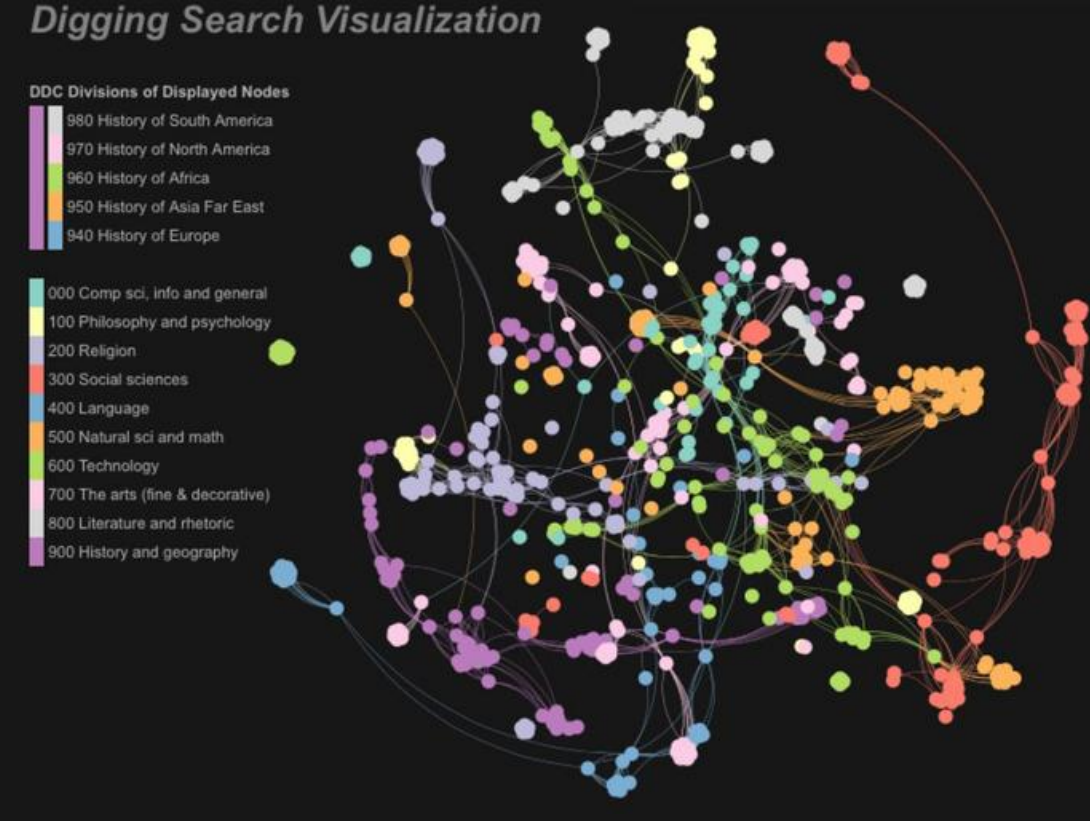 Digging Search Visualization
DDC Divisions of Displayed Nodes
980 History of South America
970 History of North America
960 History of Africa
950 History of Asia Far East
940 History of Europe
000 Comp sci, info and general
100 Philosophy and psychology
200 Religion
300 Social sciences
400 Language
500 Natural sci and math
600 Technology
700 The arts (fine & decorative)
800 Literature and rhetoric
900 History and geography